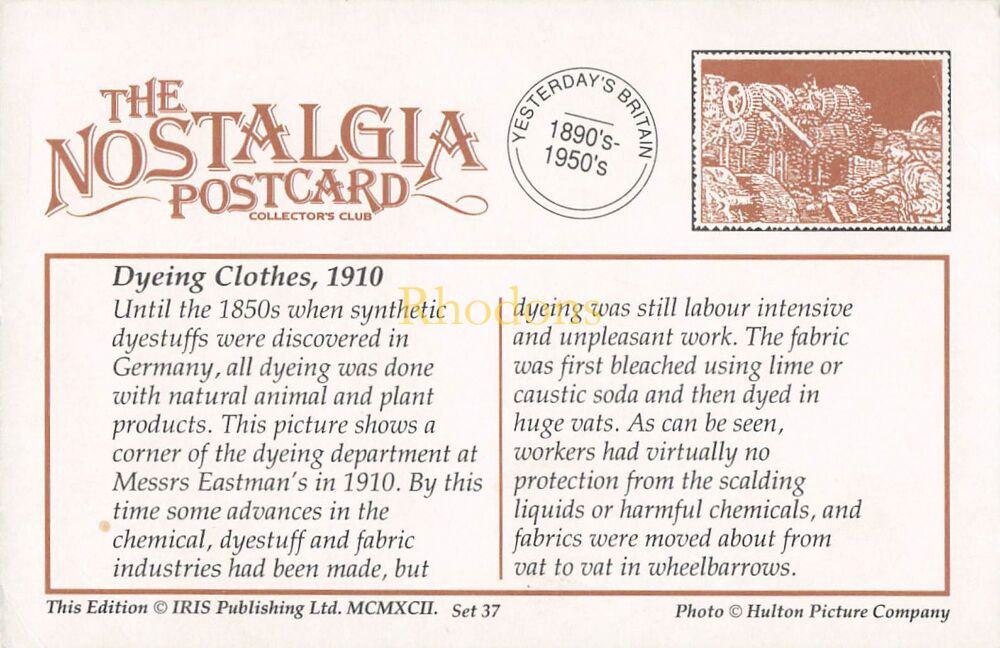 THE
NOSTALGIA
POSTCARD
COLLECTOR'S CLUB
YESTERDAY'S BRITAIN
1890's-
1950's
Dyeing Clothes, 1910
Until the 1850s when synthetic
dyestuffs were discovered in
Germany, all dyeing was done
with natural animal and plant
products. This picture shows a
corner of the dyeing department at
Messrs Eastman's in 1910. By this
time some advances in the
chemical, dyestuff and fabric
industries had been made, but
dyeing was still labour intensive
and unpleasant work. The fabric
was first bleached using lime or
caustic soda and then dyed in
huge vats. As can be seen,
workers had virtually no
protection from the scalding
liquids or harmful chemicals, and
fabrics were moved about from
vat to vat in wheelbarrows.
Rhodons
This Edition © IRIS Publishing Ltd. MCMXCII. Set 37
Photo © Hulton Picture Company